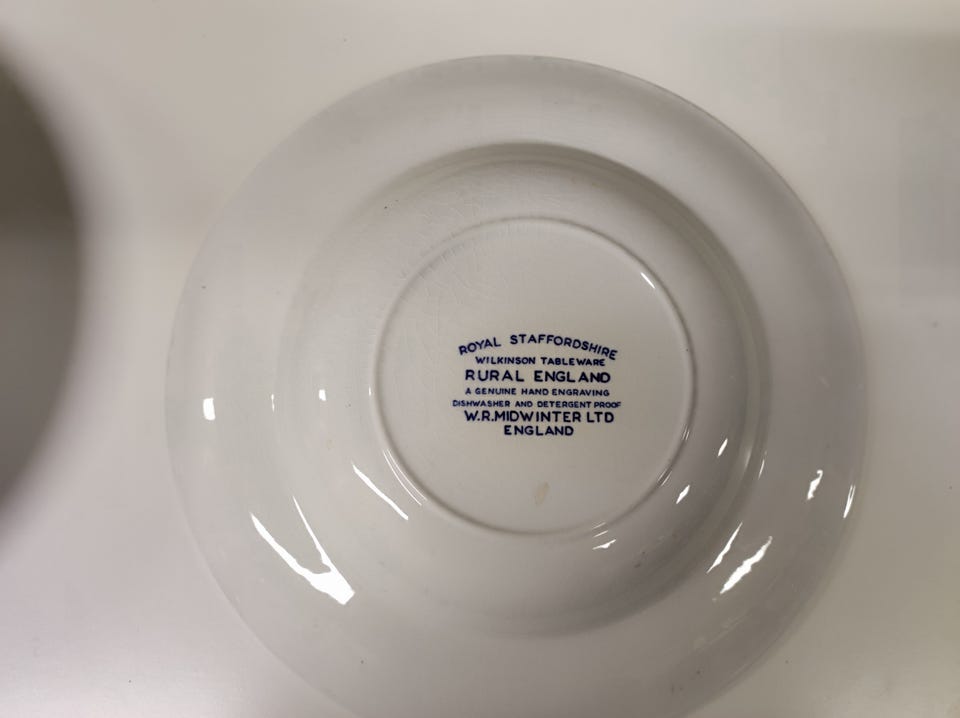 ROYAL STAFFORDSHIRE
WILKINSON TABLEWARE
RURAL ENGLAND
A GENUINE HAND ENGRAVING
DISHWASHER AND DETERGENT PROOF
W.R.MIDWINTER LTD
ENGLAND